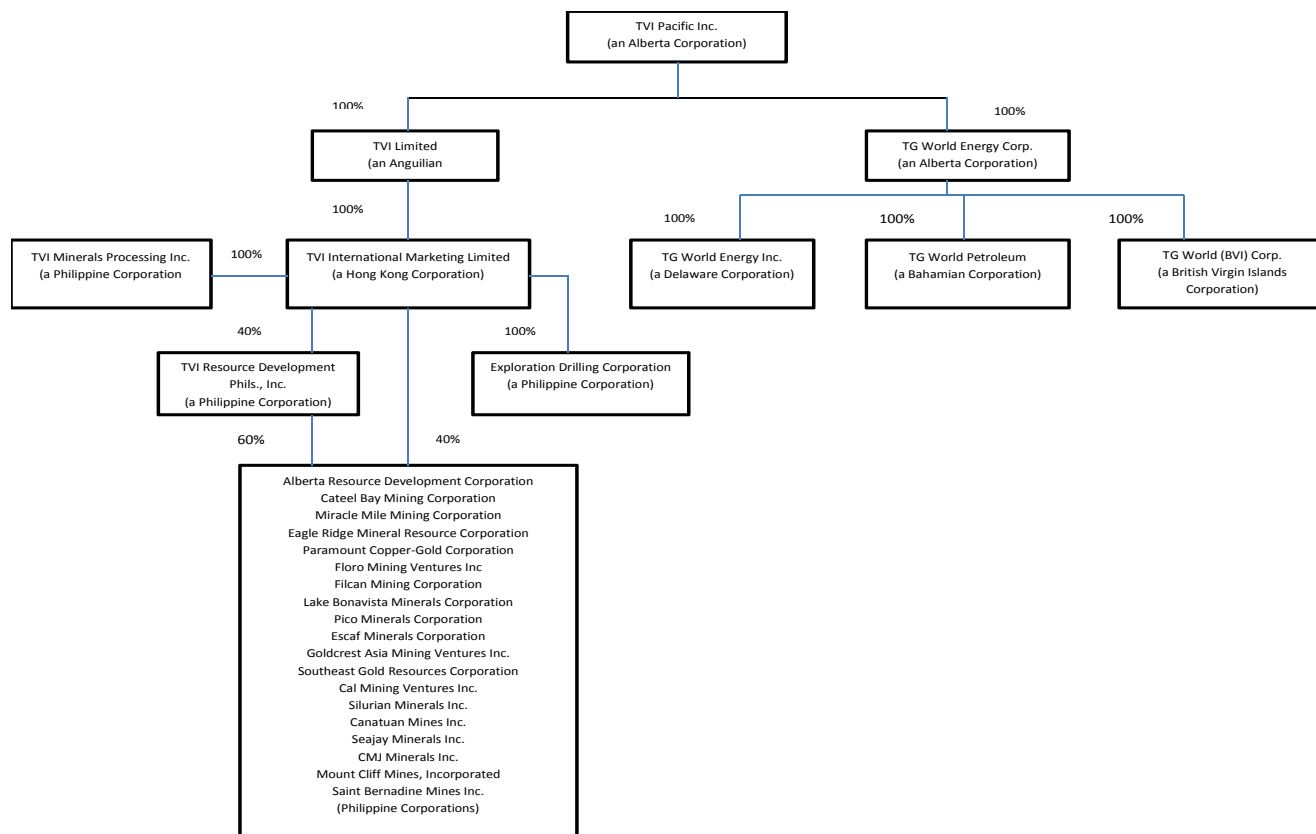 TVI Pacific Inc.
(an Alberta Corporation)
100%
100%
TVI Limited
(an Anguilian
TG World Energy Corp.
(an Alberta Corporation)
100%
100%
100%
100%
TVI Minerals Processing Inc.
(a Philippine Corporation
100%
TVI International Marketing Limited
(a Hong Kong Corporation)
TG World Energy Inc.
(a Delaware Corporation)
TG World Petroleum
(a Bahamian Corporation)
TG World (BVI) Corp.
(a British Virgin Islands
Corporation)
40%
100%
TVI Resource Development
Phils., Inc.
(a Philippine Corporation)
Exploration Drilling Corporation
(a Philippine Corporation)
60%
40%
Alberta Resource Development Corporation
Cateel Bay Mining Corporation
Miracle Mile Mining Corporation
Eagle Ridge Mineral Resource Corporation
Paramount Copper-Gold Corporation
Floro Mining Ventures Inc
Filcan Mining Corporation
Lake Bonavista Minerals Corporation
Pico Minerals Corporation
Escaf Minerals Corporation
Goldcrest Asia Mining Ventures Inc.
Southeast Gold Resources Corporation
Cal Mining Ventures Inc.
Silurian Minerals Inc.
Canatuan Mines Inc.
Seajay Minerals Inc.
CMJ Minerals Inc.
Mount Cliff Mines, Incorporated
Saint Bernadine Mines Inc.
(Philippine Corporations)